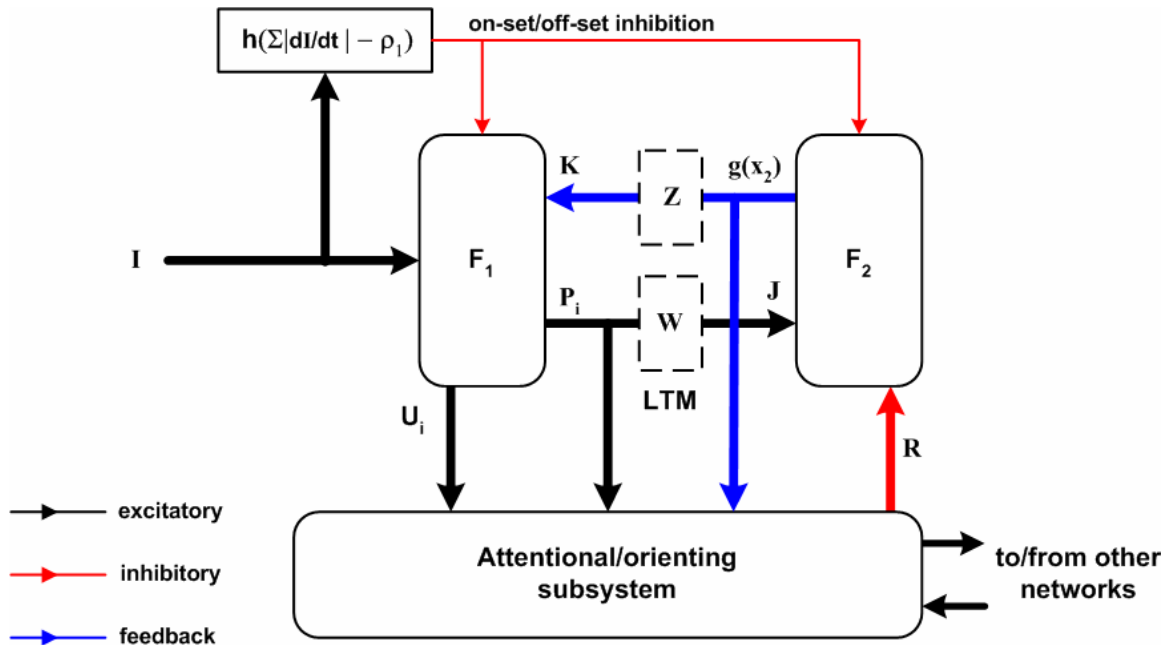 h(Σ|dI/dt | − ρ₁)
on-set/off-set inhibition
K
Z
g(x₂)
I
F₁
F₂
Pᵢ
W
J
LTM
Uᵢ
R
excitatory
inhibitory
feedback
Attentional/orienting
subsystem
to/from other
networks